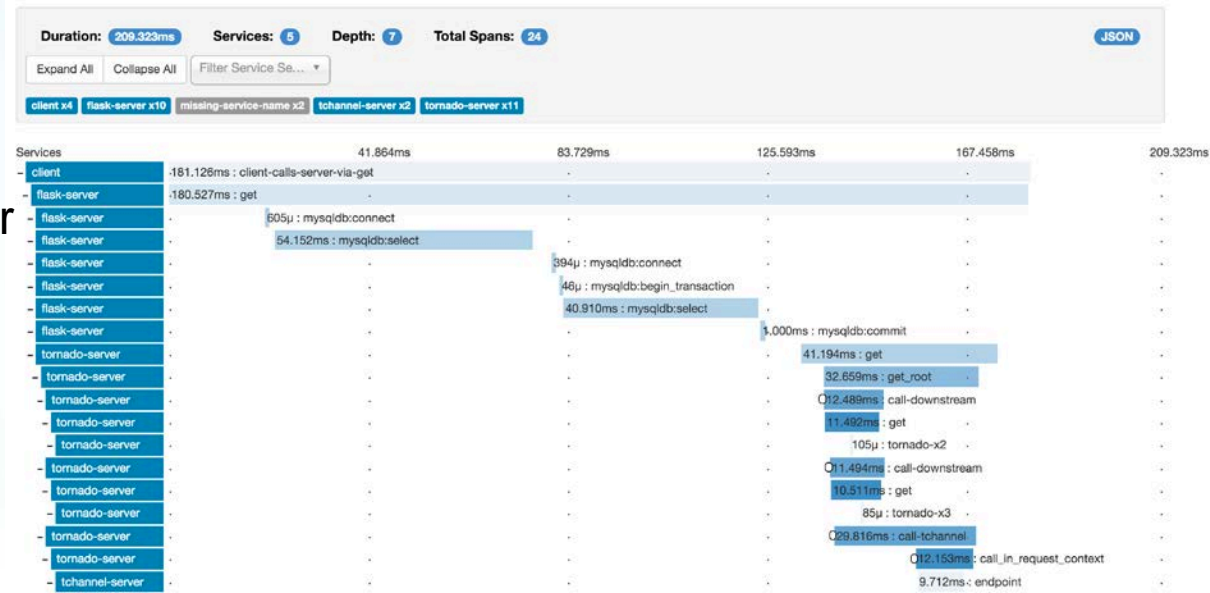 Duration: 209.323ms Services: 5 Depth: 7 Total Spans: 24 JSON
Expand All Collapse All Filter Service Se...
client x4 flask-server x10 missing-service-name x2 tchannel-server x2 tornado-server x11
Services 41.864ms 83.729ms 125.593ms 167.458ms 209.323ms
- client 181.126ms : client-calls-server-via-get
- flask-server 180.527ms : get
r
- flask-server 605μ : mysqldb:connect
- flask-server 54.152ms : mysqldb:select
- flask-server 394μ : mysqldb:connect
- flask-server 46μ : mysqldb:begin_transaction
- flask-server 40.910ms : mysqldb:select
- flask-server 1.000ms : mysqldb:commit
- tornado-server 41.194ms : get
- tornado-server 32.659ms : get_root
- tornado-server 12.489ms : call-downstream
- tornado-server 11.492ms : get
- tornado-server 105μ : tornado-x2
- tornado-server 11.494ms : call-downstream
- tornado-server 10.511ms : get
- tornado-server 85μ : tornado-x3
- tornado-server 29.816ms : call-tchannel
- tornado-server 12.153ms : call_in_request_context
- tchannel-server 9.712ms : endpoint